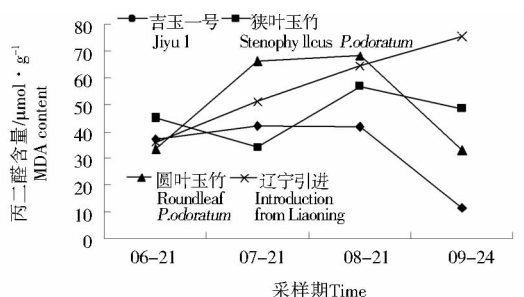 吉玉一号 狭叶玉竹
Jiyu 1 Stenophy llcus P.odoratum
丙二醛含量/μmol·g⁻¹
MDA content
80
70
60
50
40
30
20
10
0
圆叶玉竹 辽宁引进
Roundleaf Introduction
P.odoratum from Liaoning
06-21 07-21 08-21 09-24
采样期Time